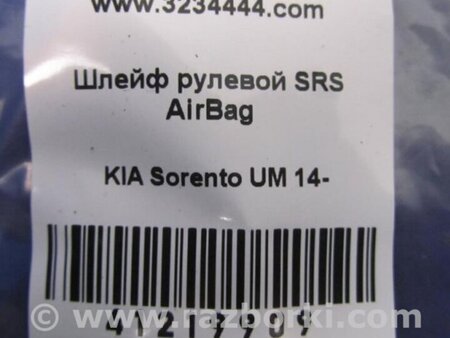 www.3234444.com
Шлейф рулевой SRS
AirBag
KIA Sorento UM 14-
© www.razborki.com